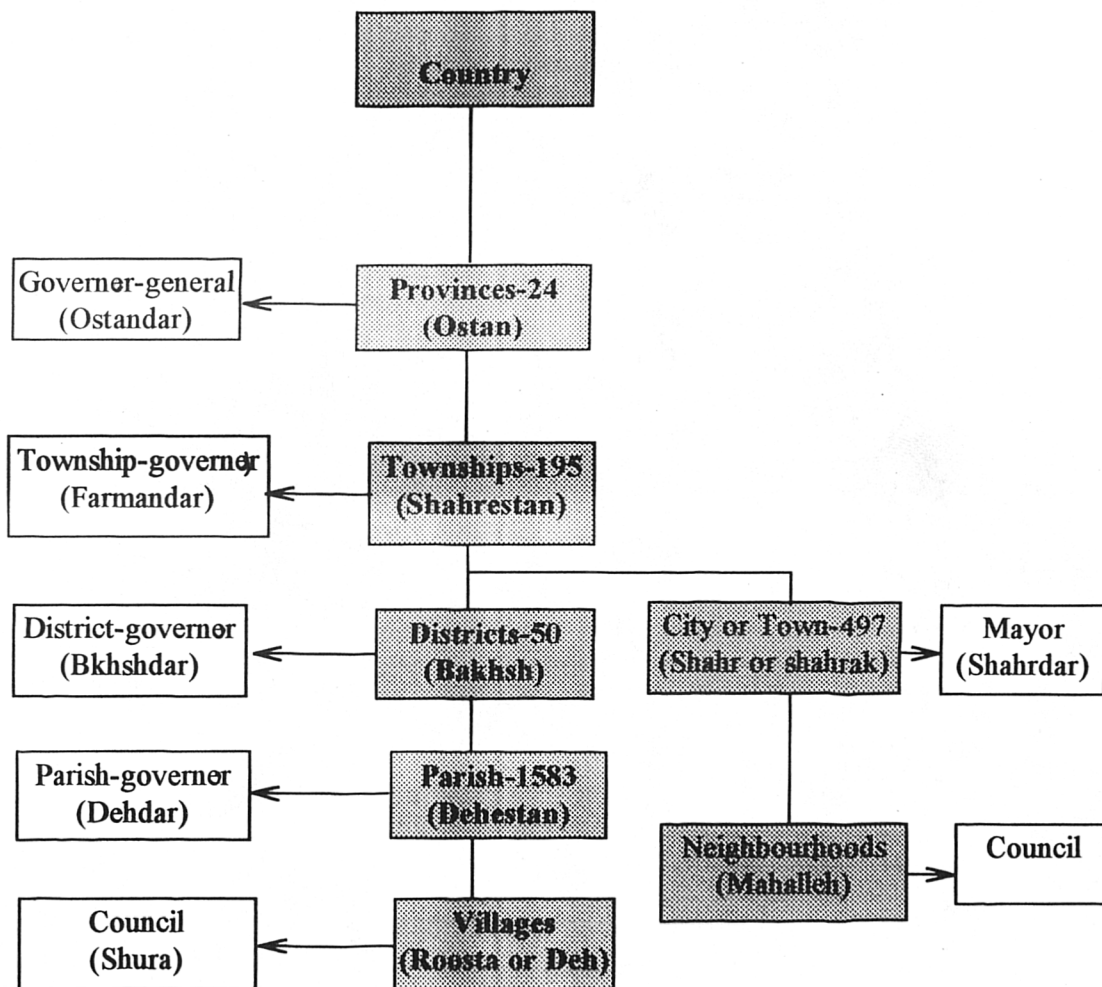 Country
Governer-general
(Ostandar)
Provinces-24
(Ostan)
Township-governer
(Farmandar)
Townships-195
(Shahrestan)
District-governer
(Bkhshdar)
Districts-50
(Bakhsh)
City or Town-497
(Shahr or shahrak)
Mayor
(Shahrdar)
Parish-governer
(Dehdar)
Parish-1583
(Dehestan)
Neighbourhoods
(Mahalleh)
Council
Council
(Shura)
Villages
(Roosta or Deh)